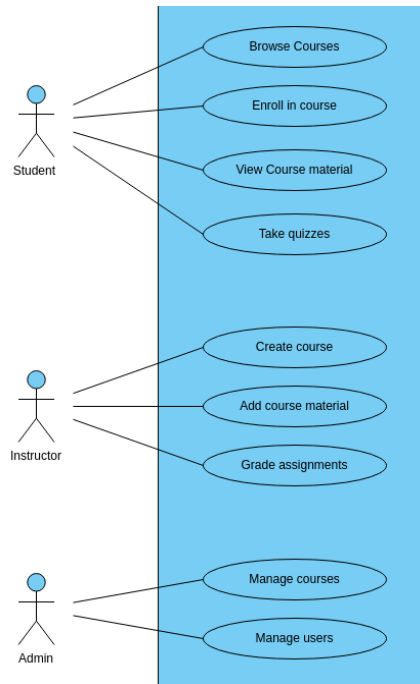 Browse Courses
Enroll in course
Student
View Course material
Take quizzes
Create course
Add course material
Instructor
Grade assignments
Manage courses
Manage users
Admin